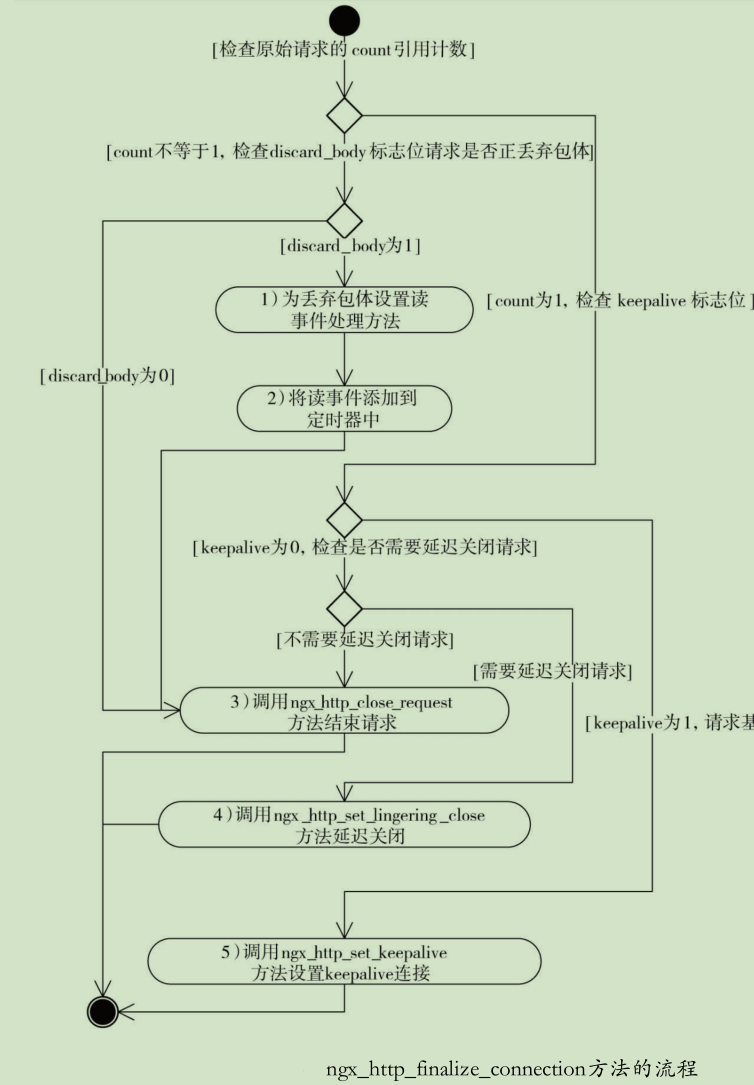 [检查原始请求的 count引用计数]
[count不等于1, 检查discard_body 标志位请求是否正丢弃包体]
[discard_body为1]
1)为丢弃包体设置读
事件处理方法
[count为1, 检查 keepalive 标志位]
[discard_body为0]
2)将读事件添加到
定时器中
[keepalive为0, 检查是否需要延迟关闭请求]
[不需要延迟关闭请求]
[需要延迟关闭请求]
3)调用ngx_http_close_request
方法结束请求
[keepalive为1, 请求基
4)调用ngx_http_set_lingering_close
方法延迟关闭
5)调用ngx_http_set_keepalive
方法设置keepalive连接
ngx_http_finalize_connection方法的流程